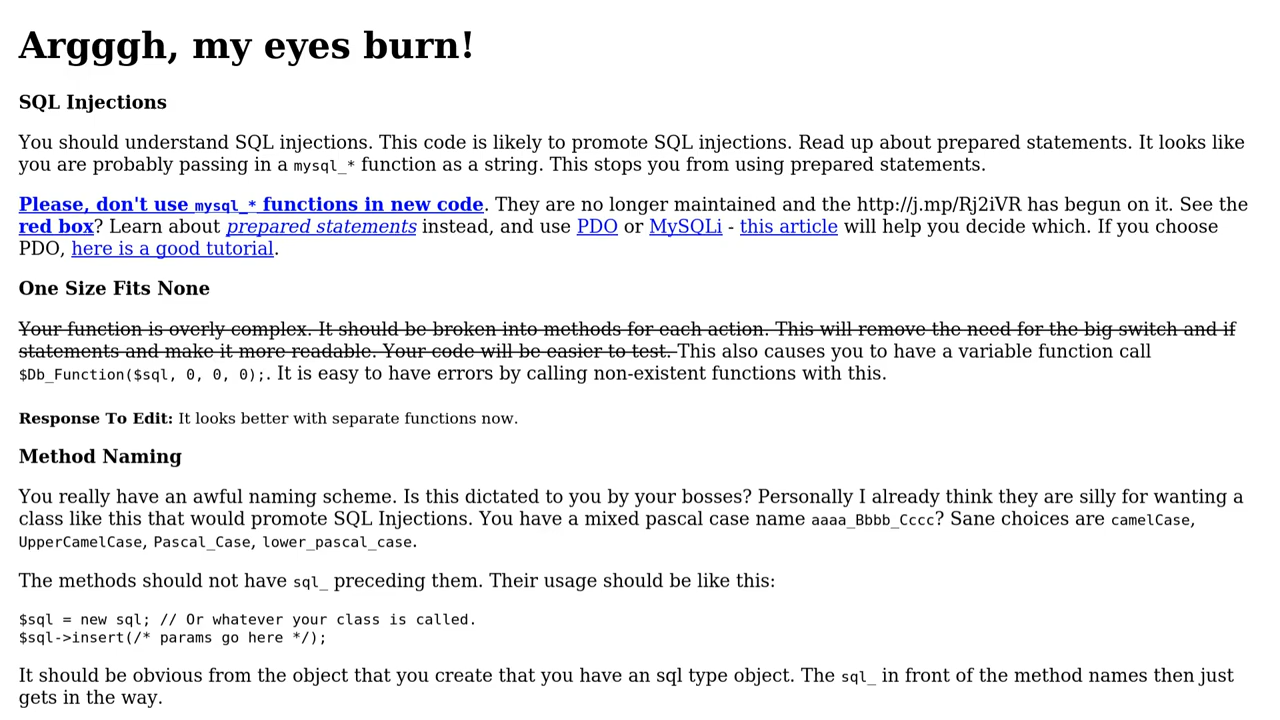 Argggh, my eyes burn!
SQL Injections
You should understand SQL injections. This code is likely to promote SQL injections. Read up about prepared statements. It looks like
you are probably passing in a mysql_* function as a string. This stops you from using prepared statements.
Please, don't use mysql_* functions in new code. They are no longer maintained and the http://j.mp/Rj2iVR has begun on it. See the
red box? Learn about prepared statements instead, and use PDO or MySQLi - this article will help you decide which. If you choose
PDO, here is a good tutorial.
One Size Fits None
Your function is overly complex. It should be broken into methods for each action. This will remove the need for the big switch and if
statements and make it more readable. Your code will be easier to test. This also causes you to have a variable function call
$Db_Function($sql, 0, 0, 0);. It is easy to have errors by calling non-existent functions with this.
Response To Edit: It looks better with separate functions now.
Method Naming
You really have an awful naming scheme. Is this dictated to you by your bosses? Personally I already think they are silly for wanting a
class like this that would promote SQL Injections. You have a mixed pascal case name aaaa_Bbbb_Cccc? Sane choices are camelCase,
UpperCamelCase, Pascal_Case, lower_pascal_case.
The methods should not have sql_ preceding them. Their usage should be like this:
$sql = new sql; // Or whatever your class is called.
$sql->insert(/* params go here */);
It should be obvious from the object that you create that you have an sql type object. The sql_ in front of the method names then just
gets in the way.